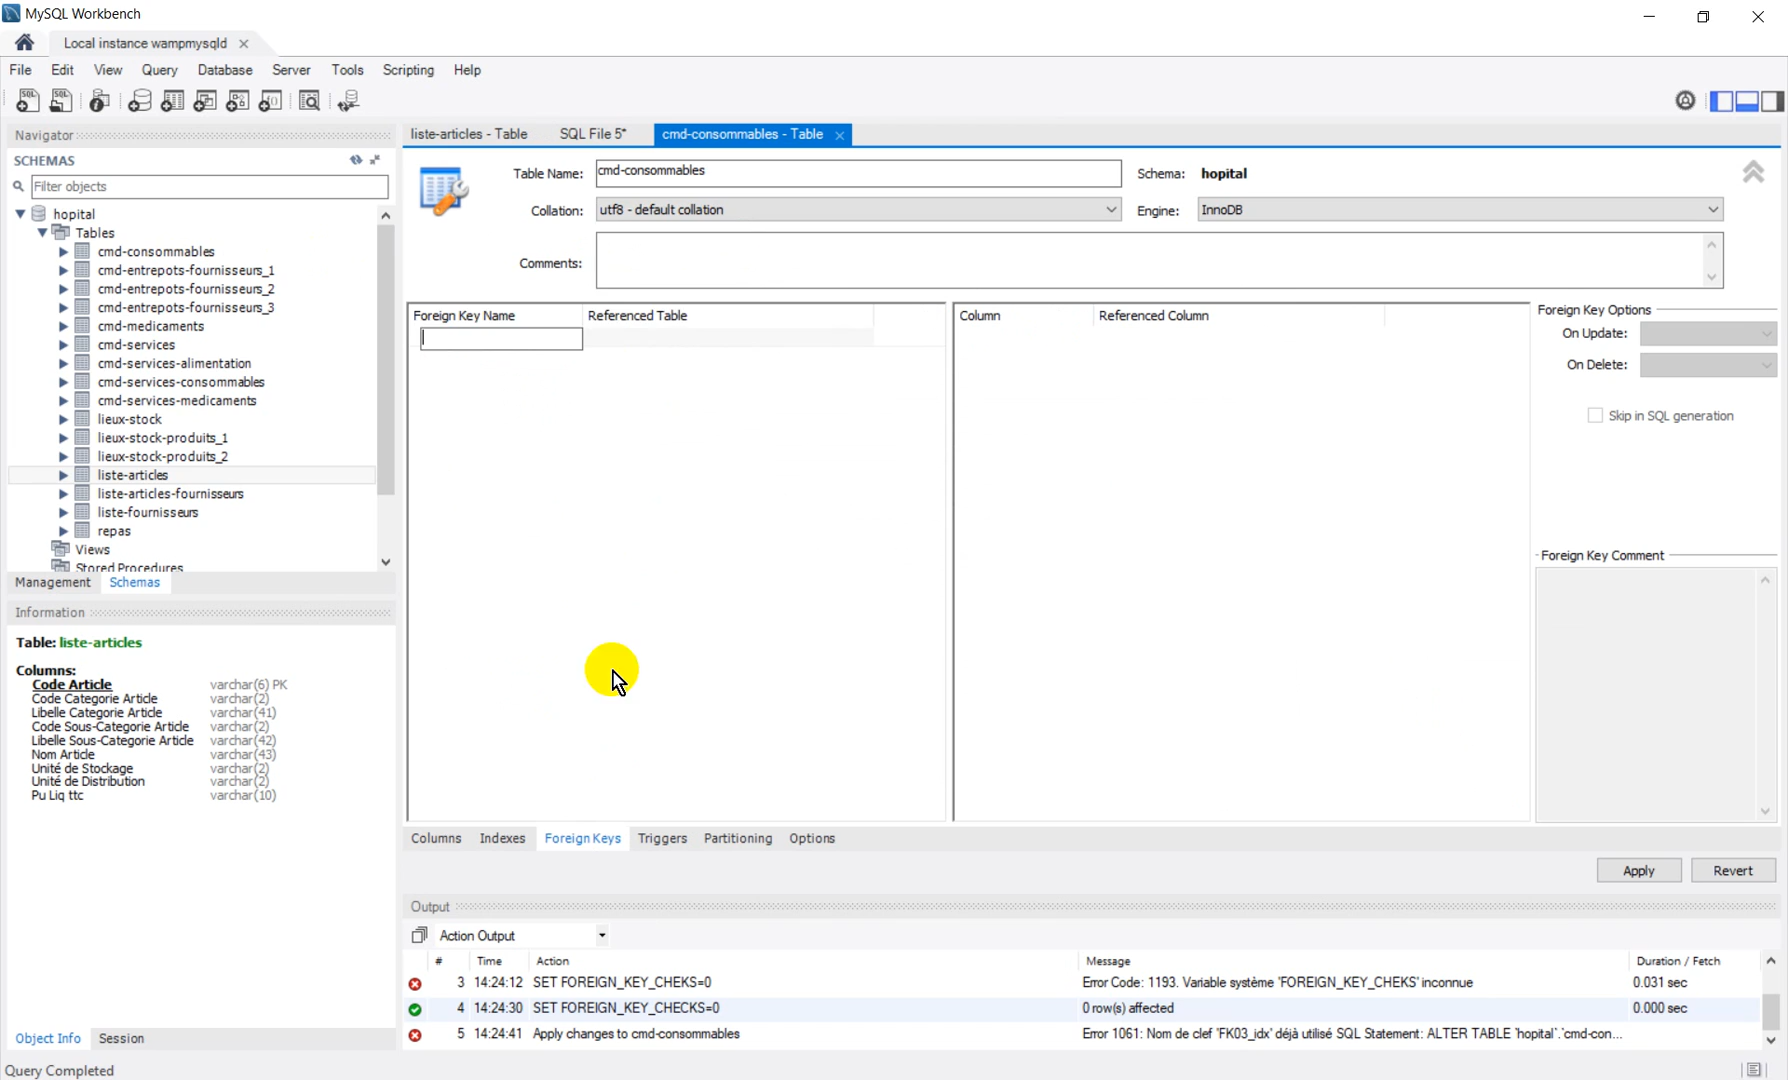 MySQL Workbench
Local instance wampmysqld
File Edit View Query Database Server Tools Scripting Help
Navigator
SCHEMAS
Filter objects
hopital
Tables
cmd-consommables
cmd-entrepots-fournisseurs_1
cmd-entrepots-fournisseurs_2
cmd-entrepots-fournisseurs_3
cmd-medicaments
cmd-services
cmd-services-alimentation
cmd-services-consommables
cmd-services-medicaments
lieux-stock
lieux-stock-produits_1
lieux-stock-produits_2
liste-articles
liste-articles-fournisseurs
liste-fournisseurs
repas
Views
Stored Procedures
Management Schemas
Information
Table: liste-articles
Columns:
Code Article varchar(6) PK
Code Categorie Article varchar(2)
Libelle Categorie Article varchar(41)
Code Sous-Categorie Article varchar(2)
Libelle Sous-Categorie Article varchar(42)
Nom Article varchar(43)
Unité de Stockage varchar(2)
Unité de Distribution varchar(2)
Pu Liq ttc varchar(10)
Object Info Session
Query Completed
liste-articles - Table SQL File 5* cmd-consommables - Table
Table Name: cmd-consommables Schema: hopital
Collation: utf8 - default collation Engine: InnoDB
Comments:
Foreign Key Name Referenced Table
Column Referenced Column
Foreign Key Options
On Update:
On Delete:
Skip in SQL generation
Foreign Key Comment
Columns Indexes Foreign Keys Triggers Partitioning Options
Apply Revert
Output
Action Output
# Time Action Message Duration / Fetch
3 14:24:12 SET FOREIGN_KEY_CHEKS=0 Error Code: 1193. Variable système 'FOREIGN_KEY_CHEKS' inconnue 0.031 sec
4 14:24:30 SET FOREIGN_KEY_CHECKS=0 0 row(s) affected 0.000 sec
5 14:24:41 Apply changes to cmd-consommables Error 1061: Nom de clef 'FK03_idx' déjà utilisé SQL Statement: ALTER TABLE `hopital`.`cmd-con...